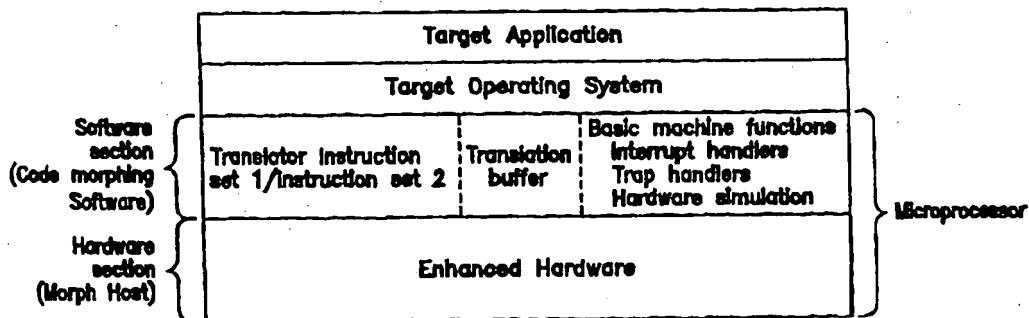 Target Application
Target Operating System
Software
section
(Code morphing
Software)
Translator Instruction
set 1/Instruction set 2
Translation
buffer
Basic machine functions
Interrupt handlers
Trap handlers
Hardware simulation
Microprocessor
Hardware
section
(Morph Host)
Enhanced Hardware